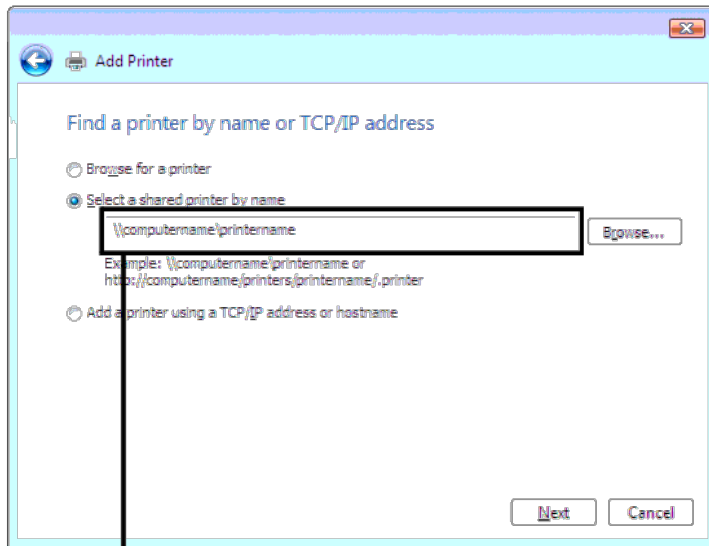 Add Printer
Find a printer by name or TCP/IP address
Browse for a printer
Select a shared printer by name
\\computername\printername
Browse...
Example: \\computername\printername or
http://computername/printers/printername/.printer
Add a printer using a TCP/IP address or hostname
Next
Cancel